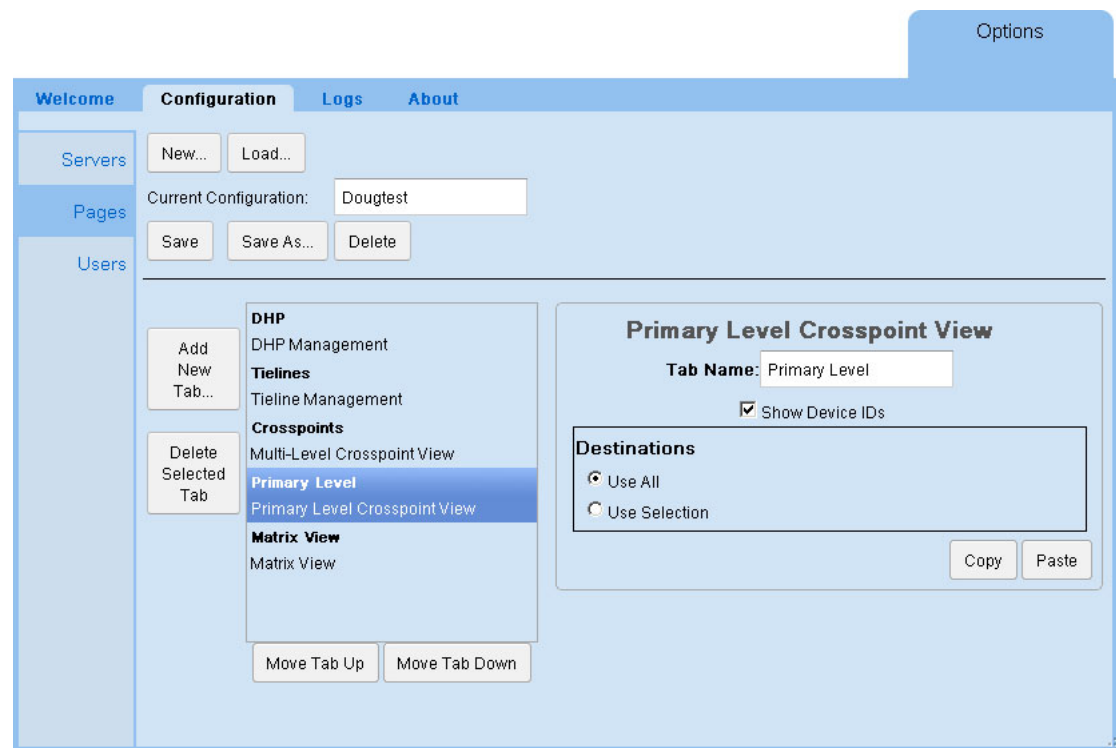 Options
Welcome Configuration Logs About
Servers
Pages
Users
New... Load...
Current Configuration: Dougtest
Save Save As... Delete
Add
New
Tab...
Delete
Selected
Tab
DHP
DHP Management
Tielines
Tieline Management
Crosspoints
Multi-Level Crosspoint View
Primary Level
Primary Level Crosspoint View
Matrix View
Matrix View
Move Tab Up Move Tab Down
Primary Level Crosspoint View
Tab Name: Primary Level
Show Device IDs
Destinations
Use All
Use Selection
Copy Paste